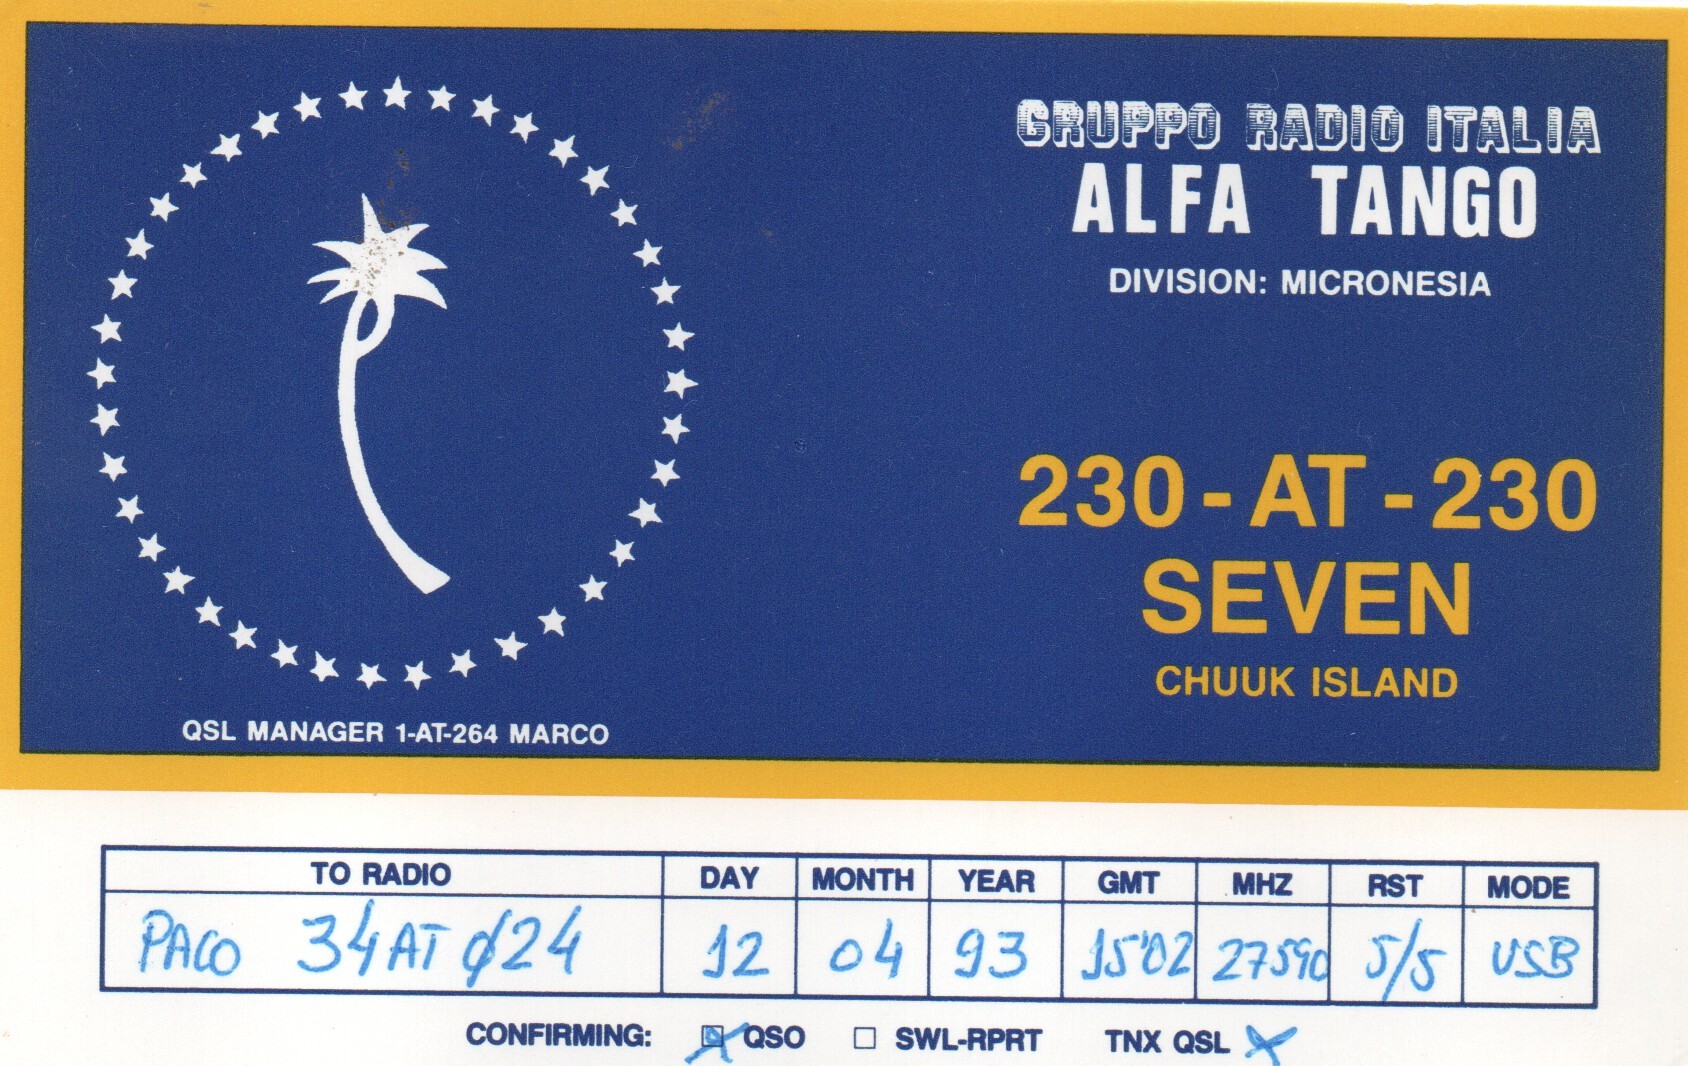 GRUPPO RADIO ITALIA
ALFA TANGO
DIVISION: MICRONESIA
230-AT-230
SEVEN
CHUUK ISLAND
QSL MANAGER 1-AT-264 MARCO
TO RADIO DAY MONTH YEAR GMT MHZ RST MODE
PACO 34AT Ø24 12 04 93 15'02 27590 5/5 USB
CONFIRMING: QSO SWL-RPRT TNX QSL